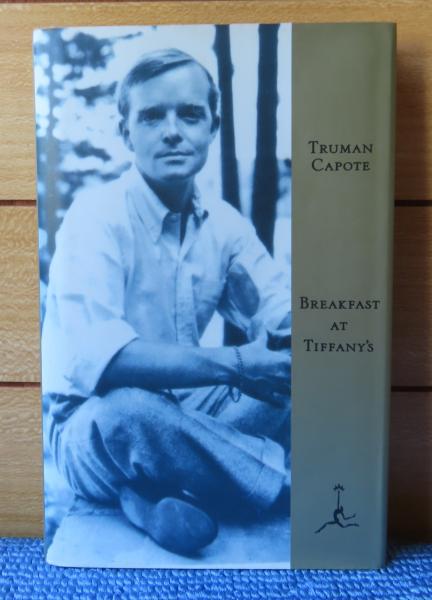 TRUMAN
CAPOTE
BREAKFAST
AT
TIFFANY'S